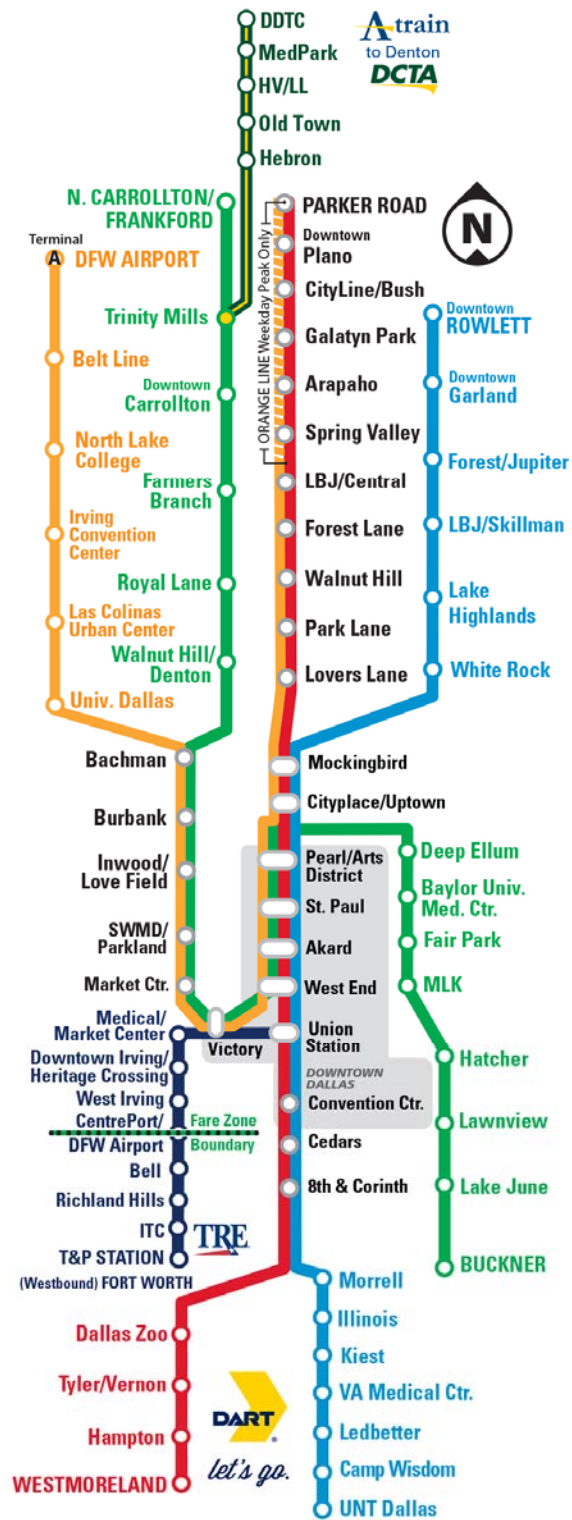 DDTC
MedPark
HV/LL
Old Town
Hebron
A train
to Denton
DCTA
N. CARROLLTON/
FRANKFORD
Trinity Mills
Downtown
Carrollton
Farmers
Branch
Royal Lane
Walnut Hill/
Denton
Terminal
A
DFW AIRPORT
Belt Line
North Lake
College
Irving
Convention
Center
Las Colinas
Urban Center
Univ. Dallas
ORANGE LINE Weekday Peak Only
PARKER ROAD
Downtown
Plano
CityLine/Bush
Galatyn Park
Arapaho
Spring Valley
LBJ/Central
Forest Lane
Walnut Hill
Park Lane
Lovers Lane
N
Downtown
ROWLETT
Downtown
Garland
Forest/Jupiter
LBJ/Skillman
Lake
Highlands
White Rock
Bachman
Burbank
Inwood/
Love Field
SWMD/
Parkland
Market Ctr.
Victory
Mockingbird
Cityplace/Uptown
Pearl/Arts
District
St. Paul
Akard
West End
Union
Station
DOWNTOWN
DALLAS
Convention Ctr.
Cedars
8th & Corinth
Deep Ellum
Baylor Univ.
Med. Ctr.
Fair Park
MLK
Hatcher
Lawnview
Lake June
BUCKNER
Medical/
Market Center
Downtown Irving/
Heritage Crossing
West Irving
CentrePort/
DFW Airport
Fare Zone
Boundary
Bell
Richland Hills
ITC
T&P STATION
(Westbound) FORT WORTH
TRE
Dallas Zoo
Tyler/Vernon
Hampton
WESTMORELAND
DART
let's go.
Morrell
Illinois
Kiest
VA Medical Ctr.
Ledbetter
Camp Wisdom
UNT Dallas